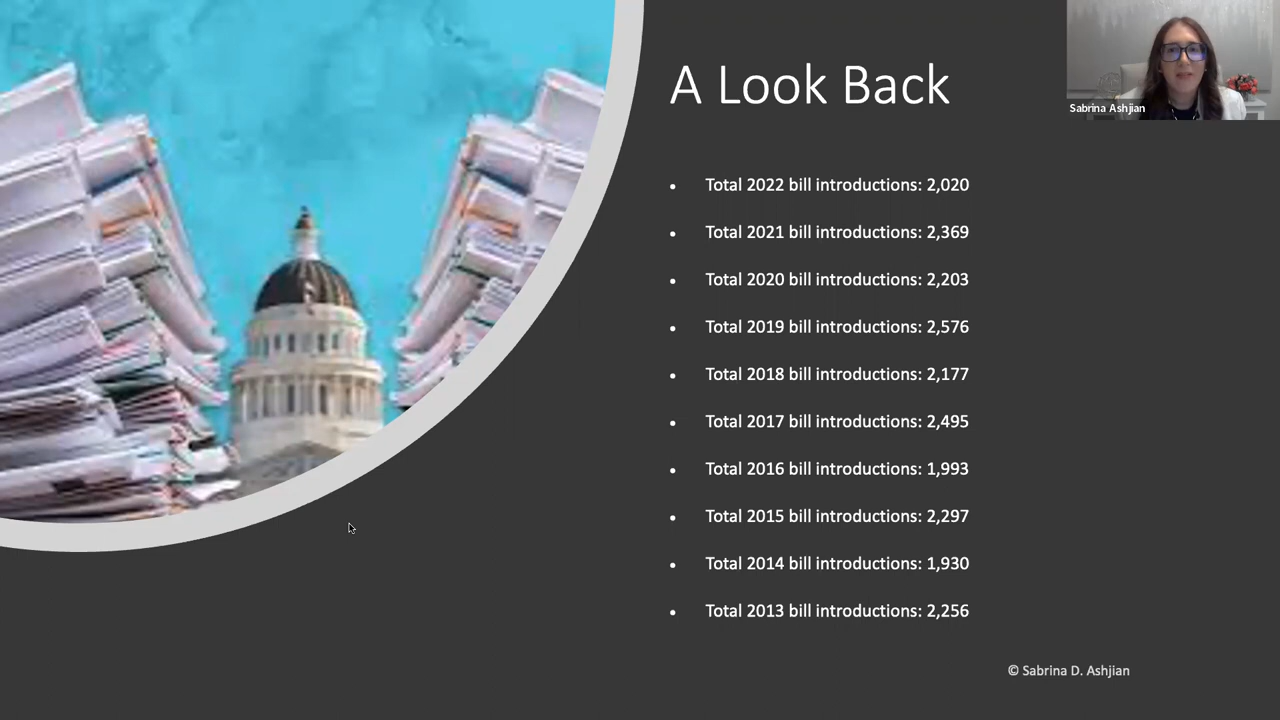 A Look Back
Sabrina Ashjian
• Total 2022 bill introductions: 2,020
• Total 2021 bill introductions: 2,369
• Total 2020 bill introductions: 2,203
• Total 2019 bill introductions: 2,576
• Total 2018 bill introductions: 2,177
• Total 2017 bill introductions: 2,495
• Total 2016 bill introductions: 1,993
• Total 2015 bill introductions: 2,297
• Total 2014 bill introductions: 1,930
• Total 2013 bill introductions: 2,256
© Sabrina D. Ashjian